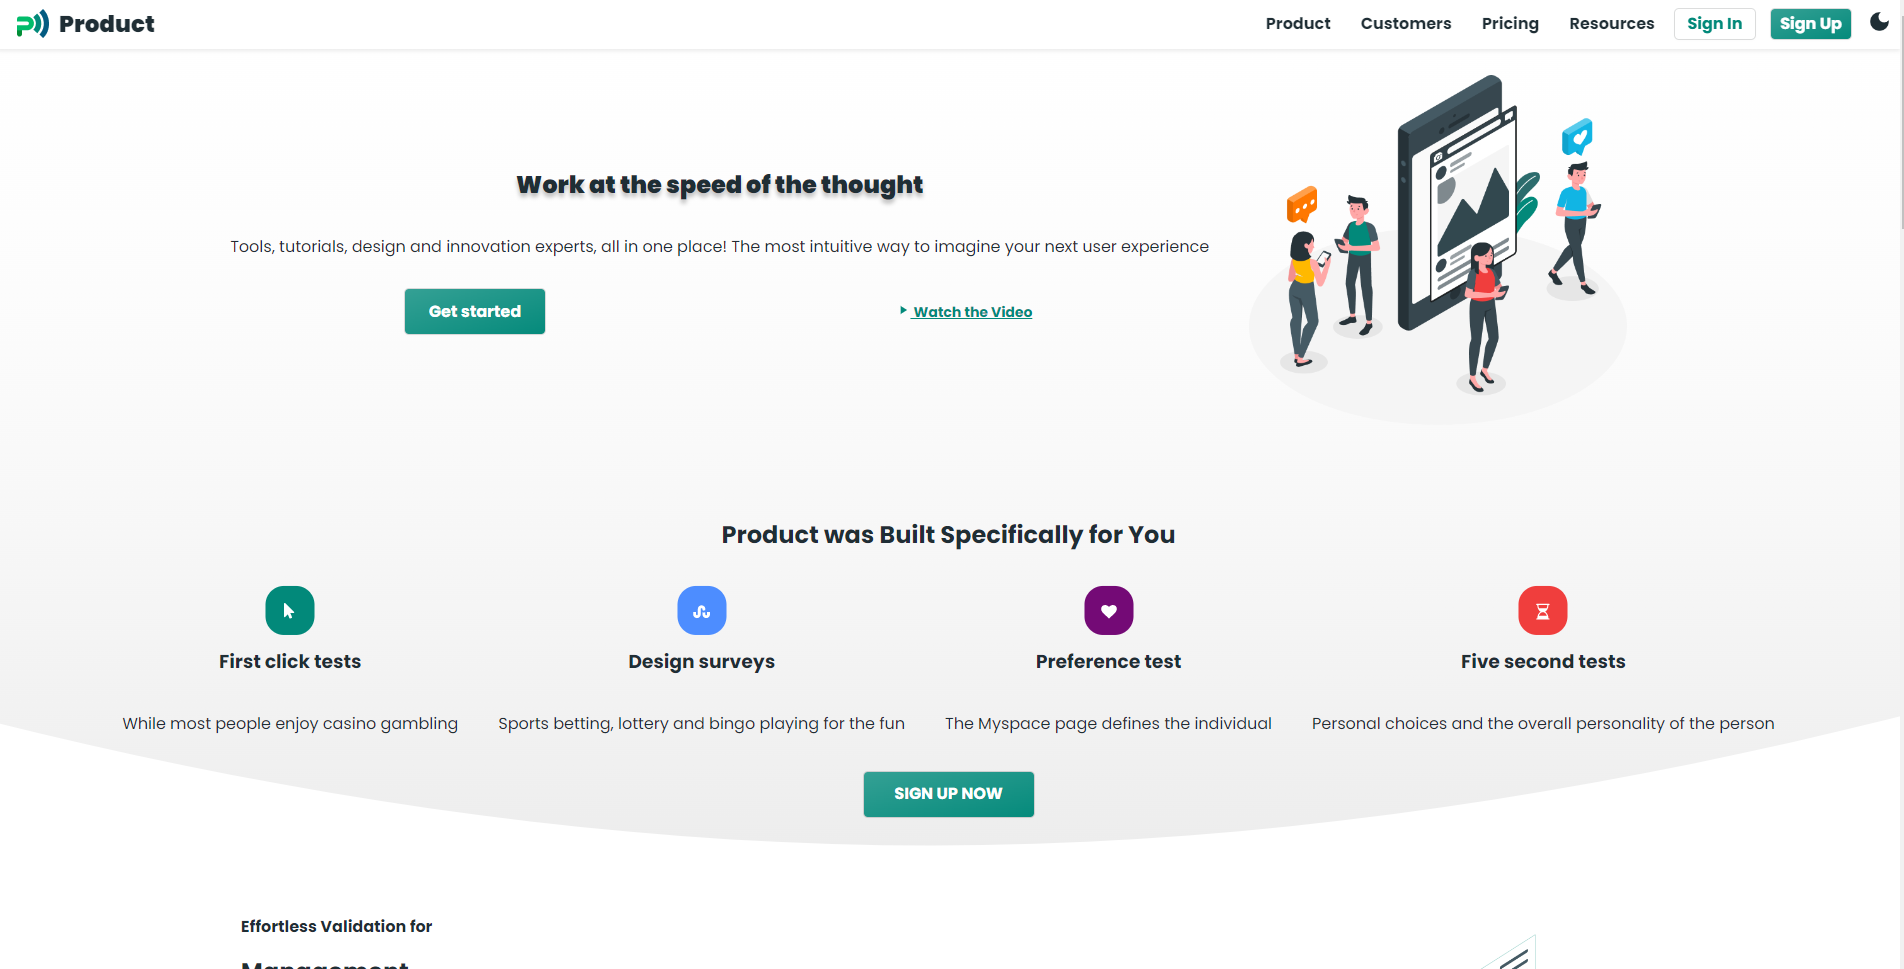 Product
Product Customers Pricing Resources Sign In Sign Up
Work at the speed of the thought
Tools, tutorials, design and innovation experts, all in one place! The most intuitive way to imagine your next user experience
Get started
Watch the Video
Product was Built Specifically for You
First click tests
While most people enjoy casino gambling
Design surveys
Sports betting, lottery and bingo playing for the fun
Preference test
The Myspace page defines the individual
Five second tests
Personal choices and the overall personality of the person
SIGN UP NOW
Effortless Validation for
Management